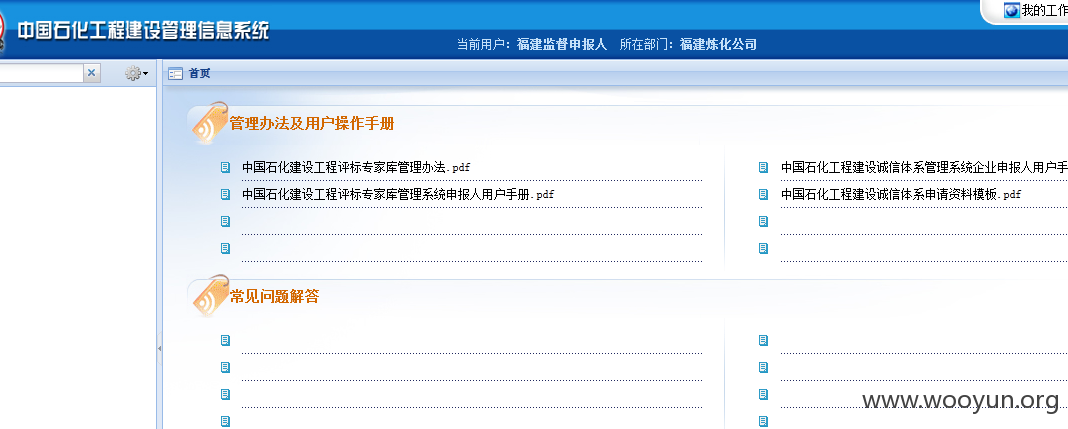 我的工作
中国石化工程建设管理信息系统
当前用户：福建监督申报人 所在部门：福建炼化公司
首页
管理办法及用户操作手册
中国石化建设工程评标专家库管理办法.pdf
中国石化工程建设诚信体系管理系统企业申报人用户手
中国石化建设工程评标专家库管理系统申报人用户手册.pdf
中国石化工程建设诚信体系申请资料模板.pdf
常见问题解答
www.wooyun.org